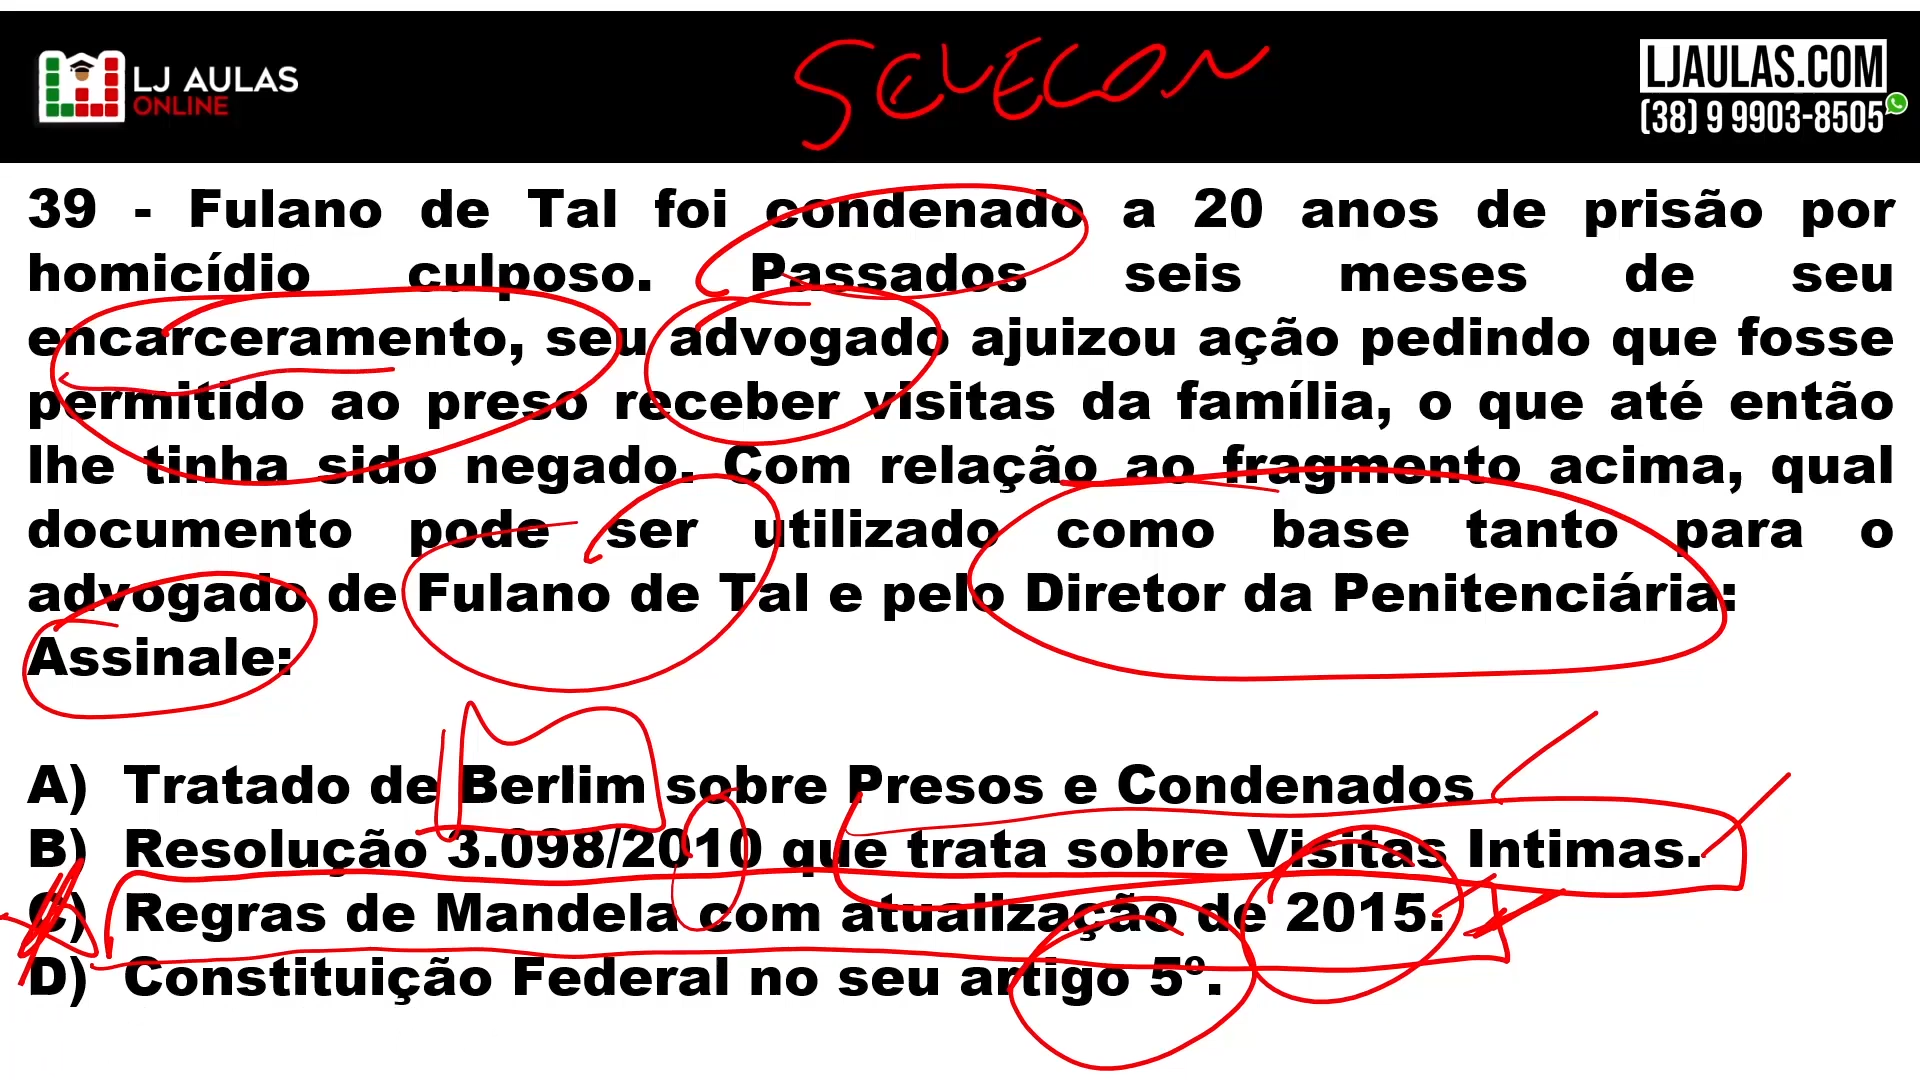 LJ AULAS
ONLINE
SELECON
LJAULAS.COM
(38) 9 9903-8505
39 - Fulano de Tal foi condenado a 20 anos de prisão por
homicídio culposo. Passados seis meses de seu
encarceramento, seu advogado ajuizou ação pedindo que fosse
permitido ao preso receber visitas da família, o que até então
lhe tinha sido negado. Com relação ao fragmento acima, qual
documento pode ser utilizado como base tanto para o
advogado de Fulano de Tal e pelo Diretor da Penitenciária:
Assinale:
A) Tratado de Berlim sobre Presos e Condenados
B) Resolução 3.098/2010 que trata sobre Visitas Intimas.
C) Regras de Mandela com atualização de 2015.
D) Constituição Federal no seu artigo 5º.